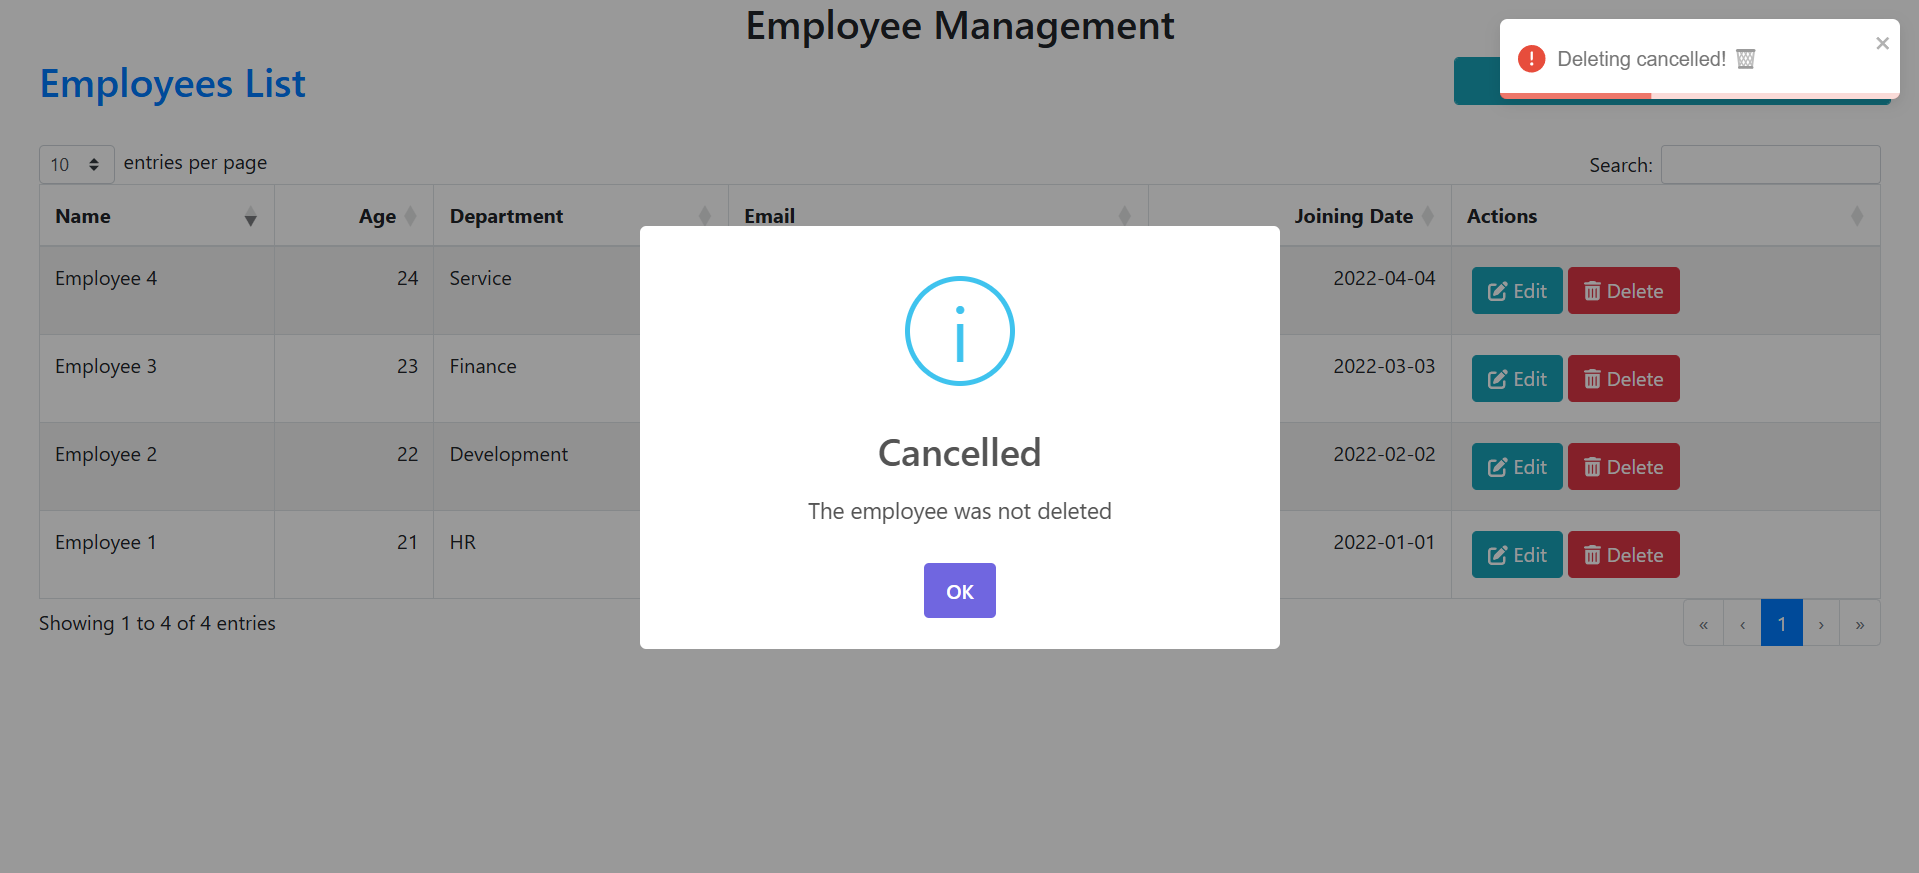 Employee Management
Deleting cancelled!
Employees List
10 entries per page
Search:
Name Age Department Email Joining Date Actions
Employee 4 24 Service 2022-04-04 Edit Delete
Employee 3 23 Finance 2022-03-03 Edit Delete
Employee 2 22 Development 2022-02-02 Edit Delete
Employee 1 21 HR 2022-01-01 Edit Delete
Cancelled
The employee was not deleted
OK
Showing 1 to 4 of 4 entries
« ‹ 1 › »